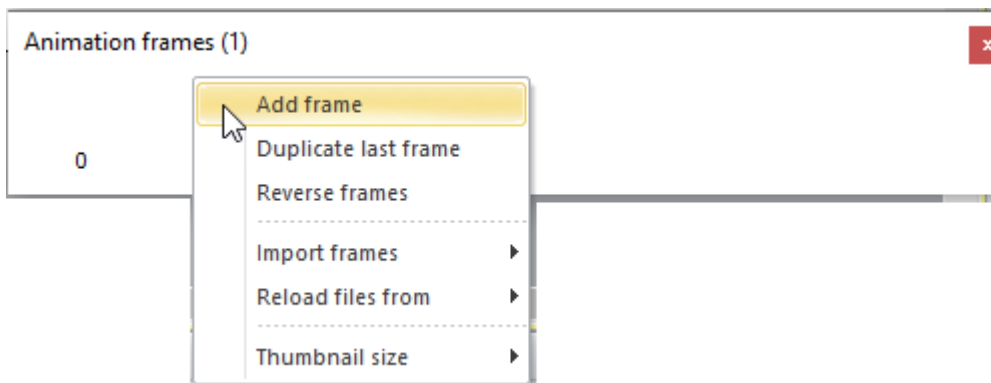 Animation frames (1)
0
Add frame
Duplicate last frame
Reverse frames
Import frames
Reload files from
Thumbnail size